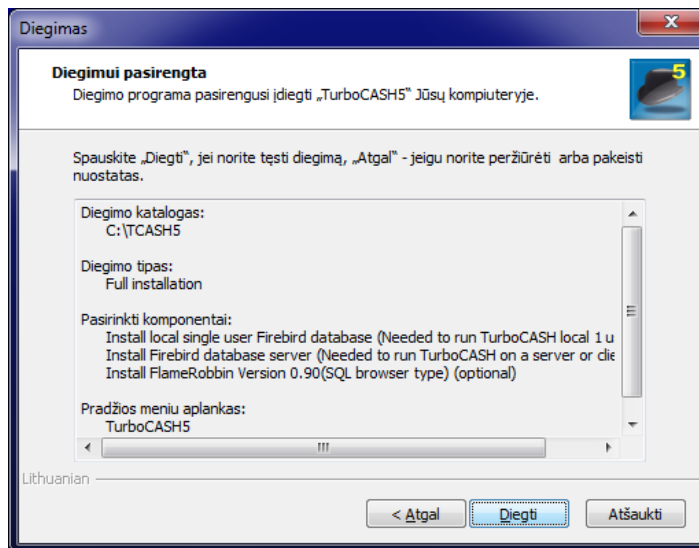 Diegimas
Diegimui pasirengta
Diegimo programa pasirengusi įdiegti „TurboCASH5“ Jūsų kompiuteryje.
5
Spauskite „Diegti“, jei norite tęsti diegimą, „Atgal“ - jeigu norite peržiūrėti arba pakeisti
nuostatas.
Diegimo katalogas:
C:\TCASH5
Diegimo tipas:
Full installation
Pasirinkti komponentai:
Install local single user Firebird database (Needed to run TurboCASH local 1 u
Install Firebird database server (Needed to run TurboCASH on a server or clie
Install FlameRobbin Version 0.90(SQL browser type) (optional)
Pradžios meniu aplankas:
TurboCASH5
Lithuanian
< Atgal
Diegti
Atšaukti